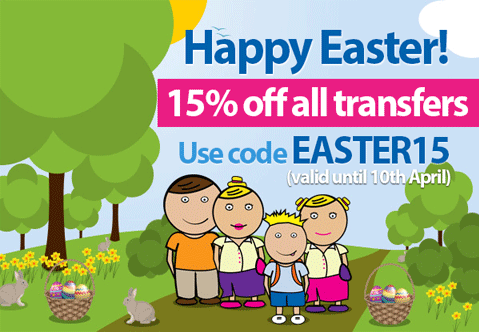 Happy Easter!
15% off all transfers
Use code EASTER15
(valid until 10th April)